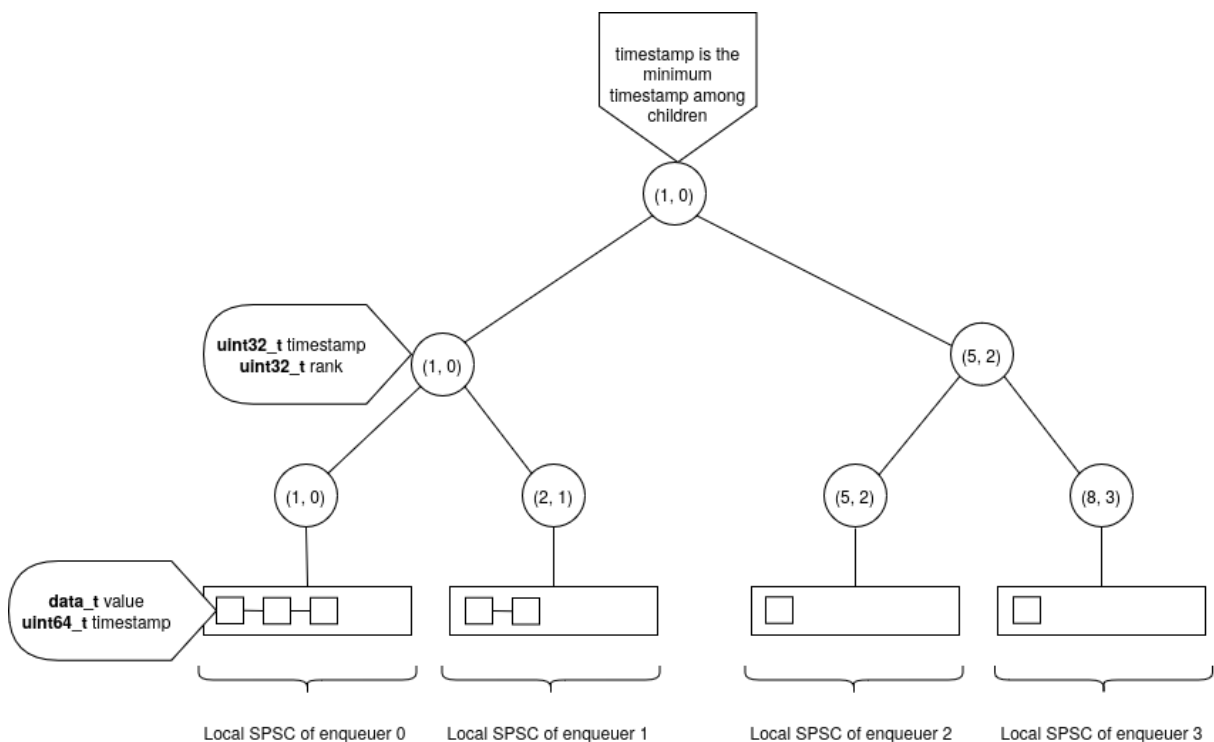 timestamp is the
minimum
timestamp among
children
(1, 0)
uint32_t timestamp
uint32_t rank
(1, 0)
(5, 2)
(1, 0)
(2, 1)
(5, 2)
(8, 3)
data_t value
uint64_t timestamp
Local SPSC of enqueuer 0
Local SPSC of enqueuer 1
Local SPSC of enqueuer 2
Local SPSC of enqueuer 3